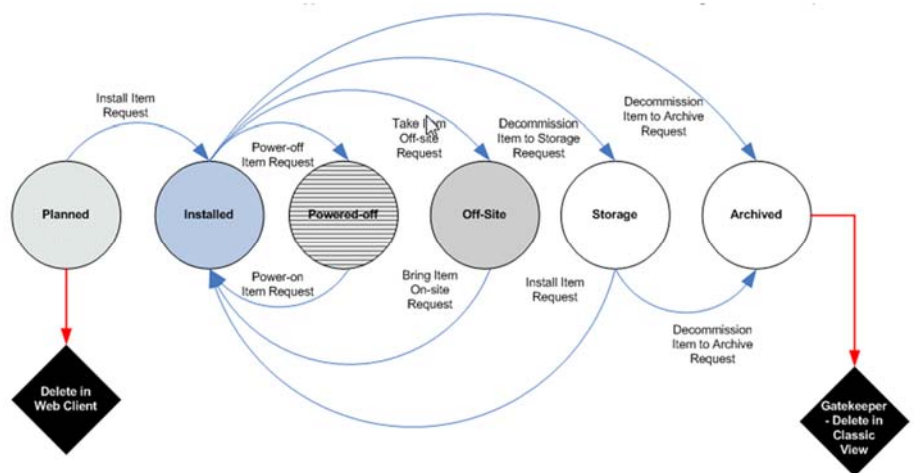 Install Item
Request
Power-off
Item Request
Take Item
Off-site
Request
Decommission
Item to Storage
Reequest
Decommission
Item to Archive
Request
Planned
Installed
Powered-off
Off-Site
Storage
Archived
Power-on
Item Request
Bring Item
On-site
Request
Install Item
Request
Decommission
Item to Archive
Request
Delete in
Web Client
Gatekeeper
- Delete in
Classic
View